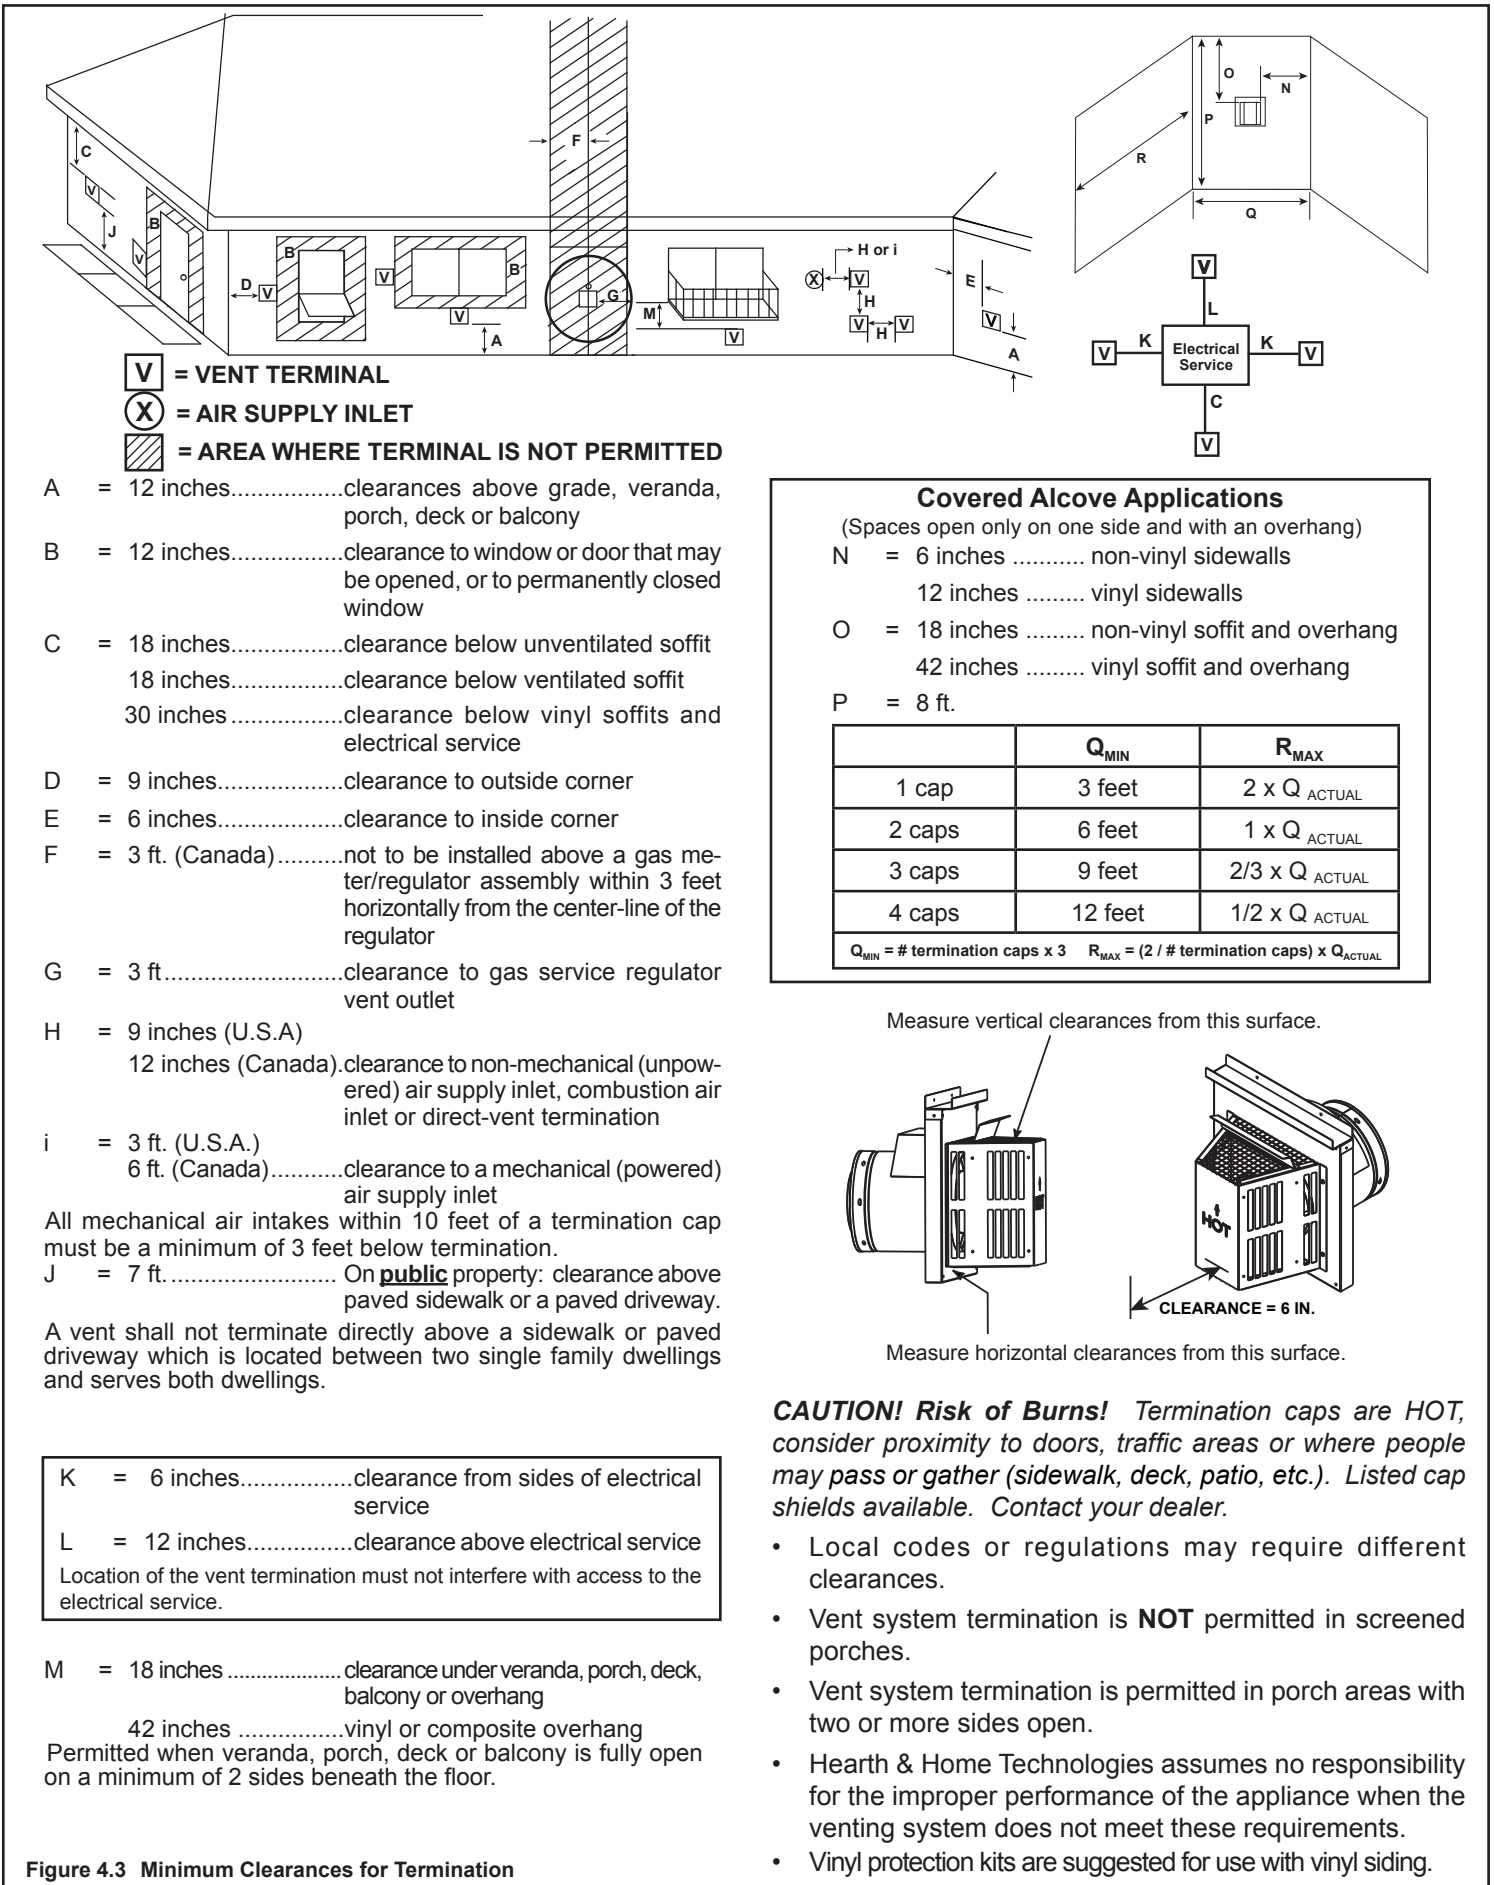 C
V
J
B
V
D
V
B
V
B
V
A
F
G
M
V
H or i
X
V
H
V
H
V
E
V
A
O
N
P
R
Q
V
L
V
K
Electrical
Service
K
V
C
V
V = VENT TERMINAL
X = AIR SUPPLY INLET
= AREA WHERE TERMINAL IS NOT PERMITTED
A = 12 inches.................clearances above grade, veranda,
porch, deck or balcony
B = 12 inches.................clearance to window or door that may
be opened, or to permanently closed
window
C = 18 inches.................clearance below unventilated soffit
18 inches.................clearance below ventilated soffit
30 inches .................clearance below vinyl soffits and
electrical service
D = 9 inches...................clearance to outside corner
E = 6 inches...................clearance to inside corner
F = 3 ft. (Canada)..........not to be installed above a gas me-
ter/regulator assembly within 3 feet
horizontally from the center-line of the
regulator
G = 3 ft...........................clearance to gas service regulator
vent outlet
H = 9 inches (U.S.A)
12 inches (Canada).clearance to non-mechanical (unpow-
ered) air supply inlet, combustion air
inlet or direct-vent termination
i = 3 ft. (U.S.A.)
6 ft. (Canada)...........clearance to a mechanical (powered)
air supply inlet
All mechanical air intakes within 10 feet of a termination cap
must be a minimum of 3 feet below termination.
J = 7 ft. ......................... On public property: clearance above
paved sidewalk or a paved driveway.
A vent shall not terminate directly above a sidewalk or paved
driveway which is located between two single family dwellings
and serves both dwellings.
K = 6 inches.................clearance from sides of electrical
service
L = 12 inches................clearance above electrical service
Location of the vent termination must not interfere with access to the
electrical service.
M = 18 inches .....................clearance under veranda, porch, deck,
balcony or overhang
42 inches ................vinyl or composite overhang
Permitted when veranda, porch, deck or balcony is fully open
on a minimum of 2 sides beneath the floor.
Figure 4.3 Minimum Clearances for Termination
Covered Alcove Applications
(Spaces open only on one side and with an overhang)
N = 6 inches ........... non-vinyl sidewalls
12 inches ......... vinyl sidewalls
O = 18 inches ......... non-vinyl soffit and overhang
42 inches ......... vinyl soffit and overhang
P = 8 ft.
QMIN RMAX
1 cap 3 feet 2 x Q ACTUAL
2 caps 6 feet 1 x Q ACTUAL
3 caps 9 feet 2/3 x Q ACTUAL
4 caps 12 feet 1/2 x Q ACTUAL
QMIN = # termination caps x 3 RMAX = (2 / # termination caps) x QACTUAL
Measure vertical clearances from this surface.
HOT
HOT
CLEARANCE = 6 IN.
Measure horizontal clearances from this surface.
CAUTION! Risk of Burns! Termination caps are HOT,
consider proximity to doors, traffic areas or where people
may pass or gather (sidewalk, deck, patio, etc.). Listed cap
shields available. Contact your dealer.
• Local codes or regulations may require different
clearances.
• Vent system termination is NOT permitted in screened
porches.
• Vent system termination is permitted in porch areas with
two or more sides open.
• Hearth & Home Technologies assumes no responsibility
for the improper performance of the appliance when the
venting system does not meet these requirements.
• Vinyl protection kits are suggested for use with vinyl siding.